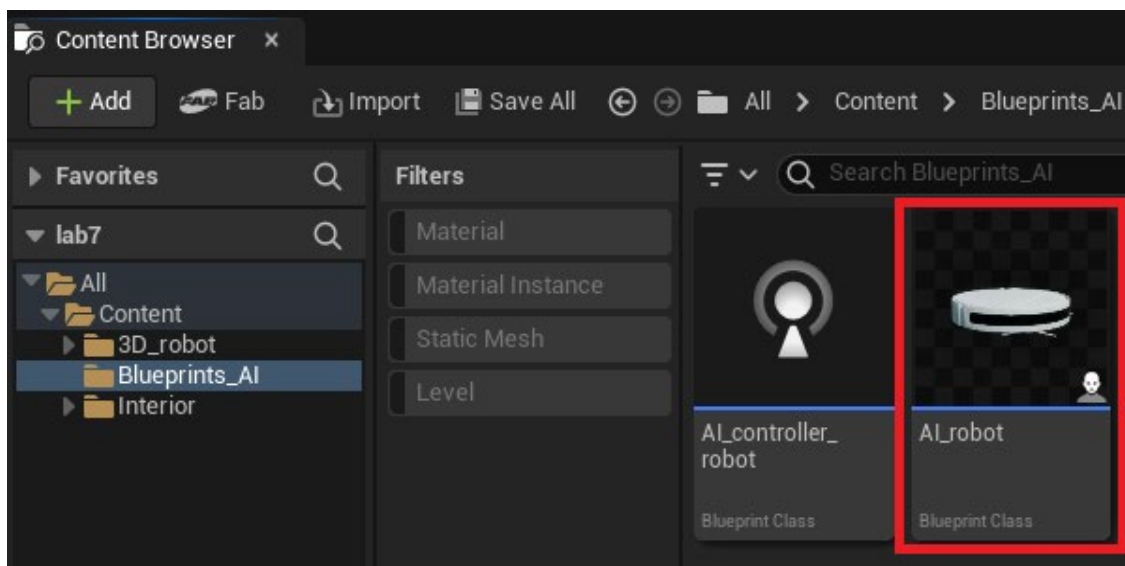 Content Browser ×
+ Add Fab Import Save All All > Content > Blueprints_AI
Favorites
Filters
Search Blueprints_AI
lab7
Material
All
Material Instance
Content
3D_robot
Static Mesh
Blueprints_AI
Interior
Level
AI_controller_
robot
AI_robot
Blueprint Class
Blueprint Class